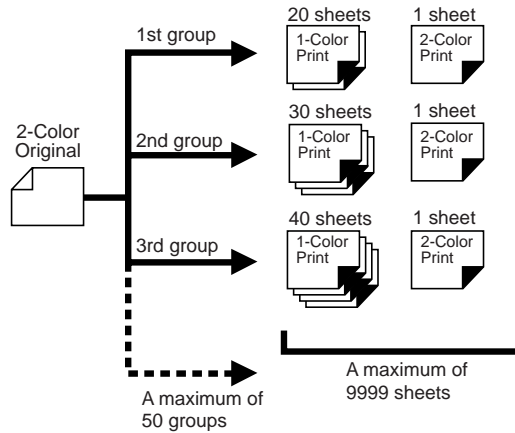 20 sheets 1 sheet
1st group
1-Color
Print
2-Color
Print
2-Color
Original
30 sheets 1 sheet
2nd group
1-Color
Print
2-Color
Print
40 sheets 1 sheet
3rd group
1-Color
Print
2-Color
Print
A maximum of
50 groups
A maximum of
9999 sheets